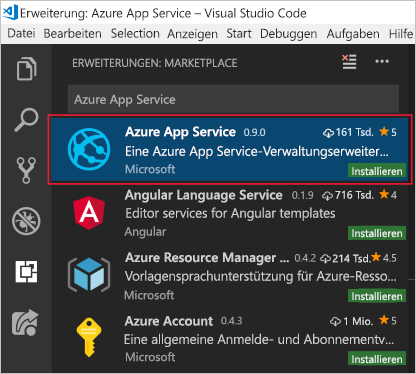 Erweiterung: Azure App Service – Visual Studio Code
Datei Bearbeiten Selection Anzeigen Start Debuggen Aufgaben Hilfe
ERWEITERUNGEN: MARKETPLACE
Azure App Service
Azure App Service 0.9.0 161 Tsd. 5
Eine Azure App Service-Verwaltungserweiter...
Microsoft Installieren
Angular Language Service 0.1.9 716 Tsd. 4
Editor services for Angular templates
Angular Installieren
Azure Resource Manager ... 0.4.2 214 Tsd. 4.5
Vorlagensprachunterstützung für Azure-Resso...
Microsoft Installieren
Azure Account 0.4.3 1 Mio. 5
Eine allgemeine Anmelde- und Abonnementv...
Microsoft Installieren